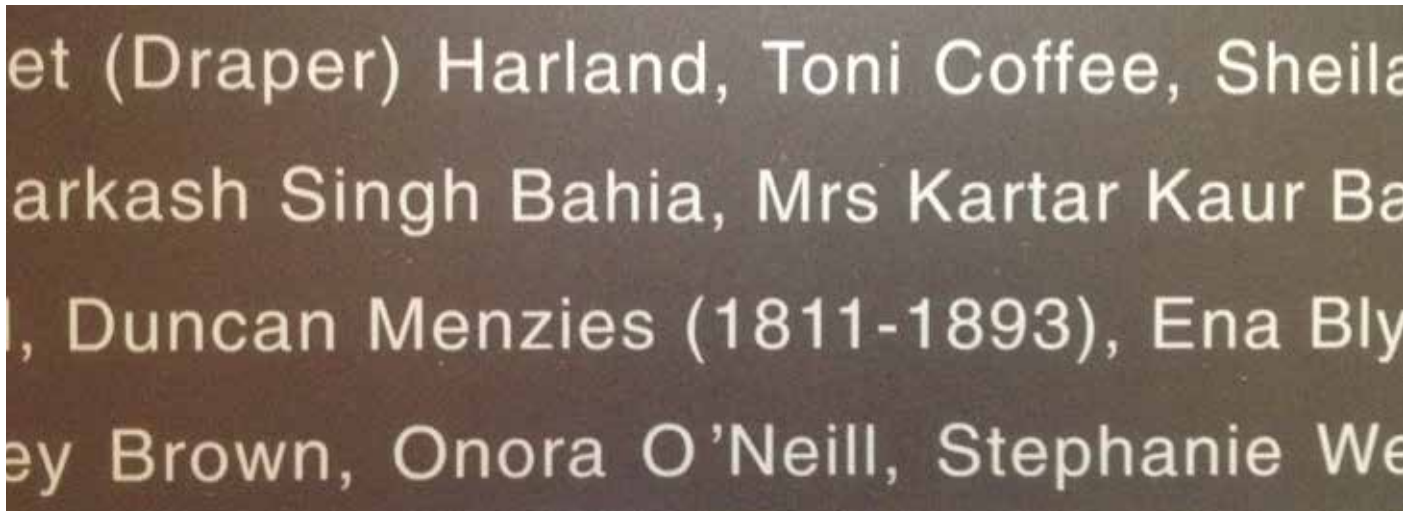 et (Draper) Harland, Toni Coffee, Sheila
arkash Singh Bahia, Mrs Kartar Kaur Ba
, Duncan Menzies (1811-1893), Ena Bly
ey Brown, Onora O'Neill, Stephanie We